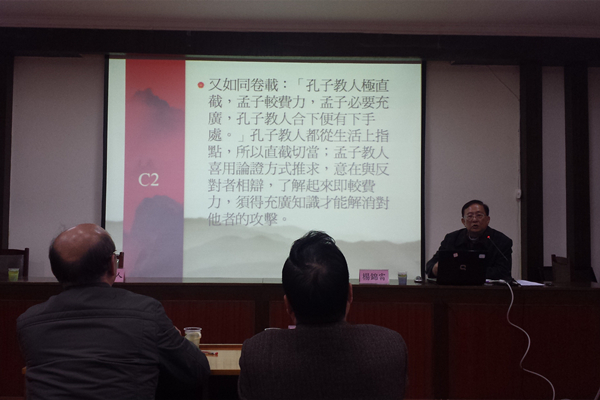 又如同卷載：「孔子教人極直
截，孟子較費力，孟子必要充
廣，孔子教人合下便有下手
處。」孔子教人都從生活上指
點，所以直截切當；孟子教人
喜用論證方式推求，意在與反
對者相辯，了解起來即較費
力，須得充廣知識才能解消對
他者的攻擊。
C2
人